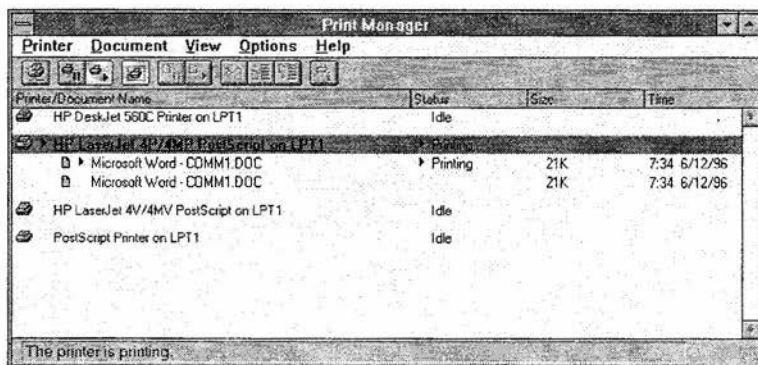 Print Manager
Printer Document View Options Help
Printer/Document Name Status Size Time
HP DeskJet 560C Printer on LPT1 Idle
HP LaserJet 4P/4MP PostScript on LPT1 Printing
Microsoft Word - COMM1.DOC Printing 21K 7:34 6/12/96
Microsoft Word - COMM1.DOC 21K 7:34 6/12/96
HP LaserJet 4V/4MV PostScript on LPT1 Idle
PostScript Printer on LPT1 Idle
The printer is printing.